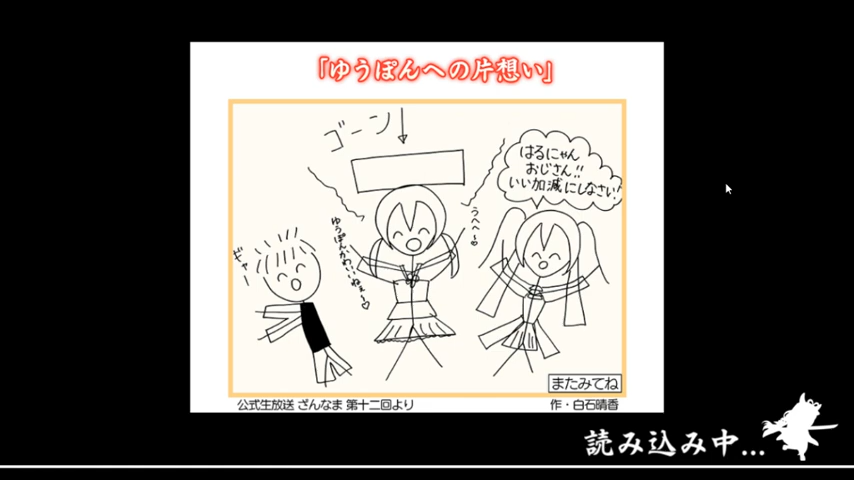 「ゆうぽんへの片想い」
ゴーン
はるにゃん
おじさん!!
いい加減にしなさい!
ゆうぽんかわいいねぇ〜♡
うへへ〜♡
ギャー
またみてね
公式生放送 ざんなま 第十二回より
作・白石晴香
読み込み中...